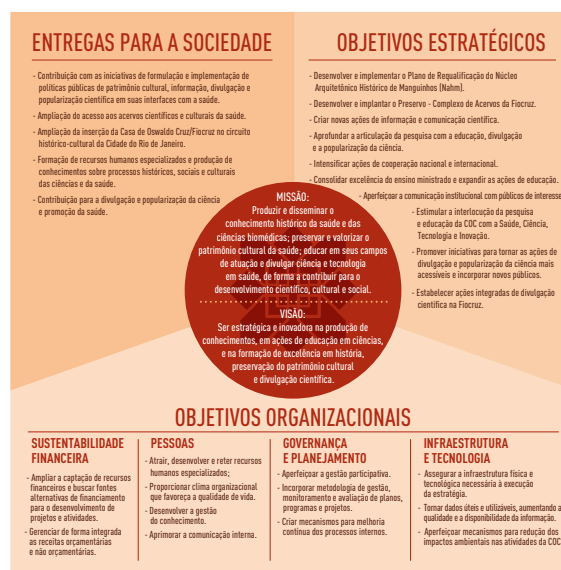 ENTREGAS PARA A SOCIEDADE
- Contribuição com as iniciativas de formulação e implementação de
políticas públicas de patrimônio cultural, informação, divulgação e
popularização científica em suas interfaces com a saúde.
- Ampliação do acesso aos acervos científicos e culturais da saúde.
- Ampliação da inserção da Casa de Oswaldo Cruz/Fiocruz no circuito
histórico-cultural da Cidade do Rio de Janeiro.
- Formação de recursos humanos especializados e produção de
conhecimentos sobre processos históricos, sociais e culturais
das ciências e da saúde.
- Contribuição para a divulgação e popularização da ciência
e promoção da saúde.
OBJETIVOS ESTRATÉGICOS
- Desenvolver e implementar o Plano de Requalificação do Núcleo
Arquitetônico Histórico de Manguinhos (Nahm).
- Desenvolver e implantar o Preservo - Complexo de Acervos da Fiocruz.
- Criar novas ações de informação e comunicação científica.
- Aprofundar a articulação da pesquisa com a educação, divulgação
e a popularização da ciência.
- Intensificar ações de cooperação nacional e internacional.
- Consolidar excelência do ensino ministrado e expandir as ações de educação.
- Aperfeiçoar a comunicação institucional com públicos de interesse
- Estimular a interlocução da pesquisa
e educação da COC com a Saúde, Ciência,
Tecnologia e Inovação.
- Promover iniciativas para tornar as ações de
divulgação e popularização da ciência mais
acessíveis e incorporar novos públicos.
- Estabelecer ações integradas de divulgação
científica na Fiocruz.
MISSÃO:
Produzir e disseminar o
conhecimento histórico da saúde e das
ciências biomédicas; preservar e valorizar o
patrimônio cultural da saúde; educar em seus campos
de atuação e divulgar ciência e tecnologia
em saúde, de forma a contribuir para o
desenvolvimento científico, cultural e social.
VISÃO:
Ser estratégica e inovadora na produção de
conhecimentos, em ações de educação em ciências,
e na formação de excelência em história,
preservação do patrimônio cultural
e divulgação científica.
OBJETIVOS ORGANIZACIONAIS
SUSTENTABILIDADE
FINANCEIRA
- Ampliar a captação de recursos
financeiros e buscar fontes
alternativas de financiamento
para o desenvolvimento de
projetos e atividades.
- Gerenciar de forma integrada
as receitas orçamentárias
e não orçamentárias.
PESSOAS
- Atrair, desenvolver e reter recursos
humanos especializados;
- Proporcionar clima organizacional
que favoreça a qualidade de vida.
- Desenvolver a gestão
do conhecimento.
- Aprimorar a comunicação interna.
GOVERNANÇA
E PLANEJAMENTO
- Aperfeiçoar a gestão participativa.
- Incorporar metodologia de gestão,
monitoramento e avaliação de planos,
programas e projetos.
- Criar mecanismos para melhoria
contínua dos processos internos.
INFRAESTRUTURA
E TECNOLOGIA
- Assegurar a infraestrutura física e
tecnológica necessária à execução
da estratégia.
- Tornar dados úteis e utilizáveis, aumentando a
qualidade e a disponibilidade da informação.
- Aperfeiçoar mecanismos para redução dos
impactos ambientais nas atividades da COC